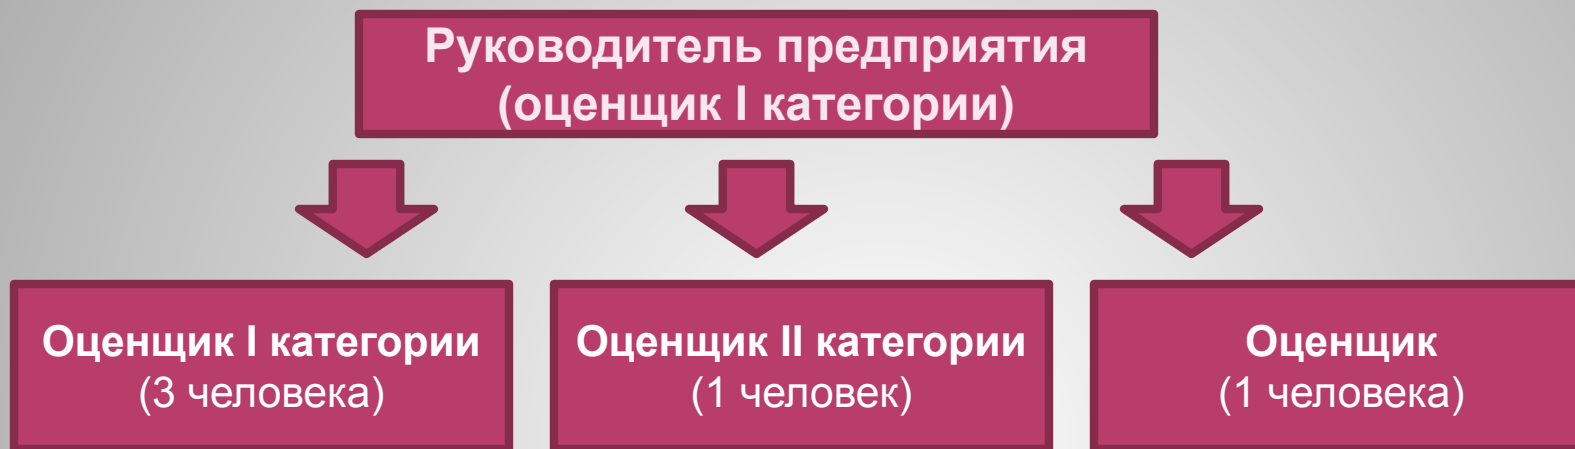 Руководитель предприятия
(оценщик I категории)
Оценщик I категории
(3 человека)
Оценщик II категории
(1 человек)
Оценщик
(1 человека)